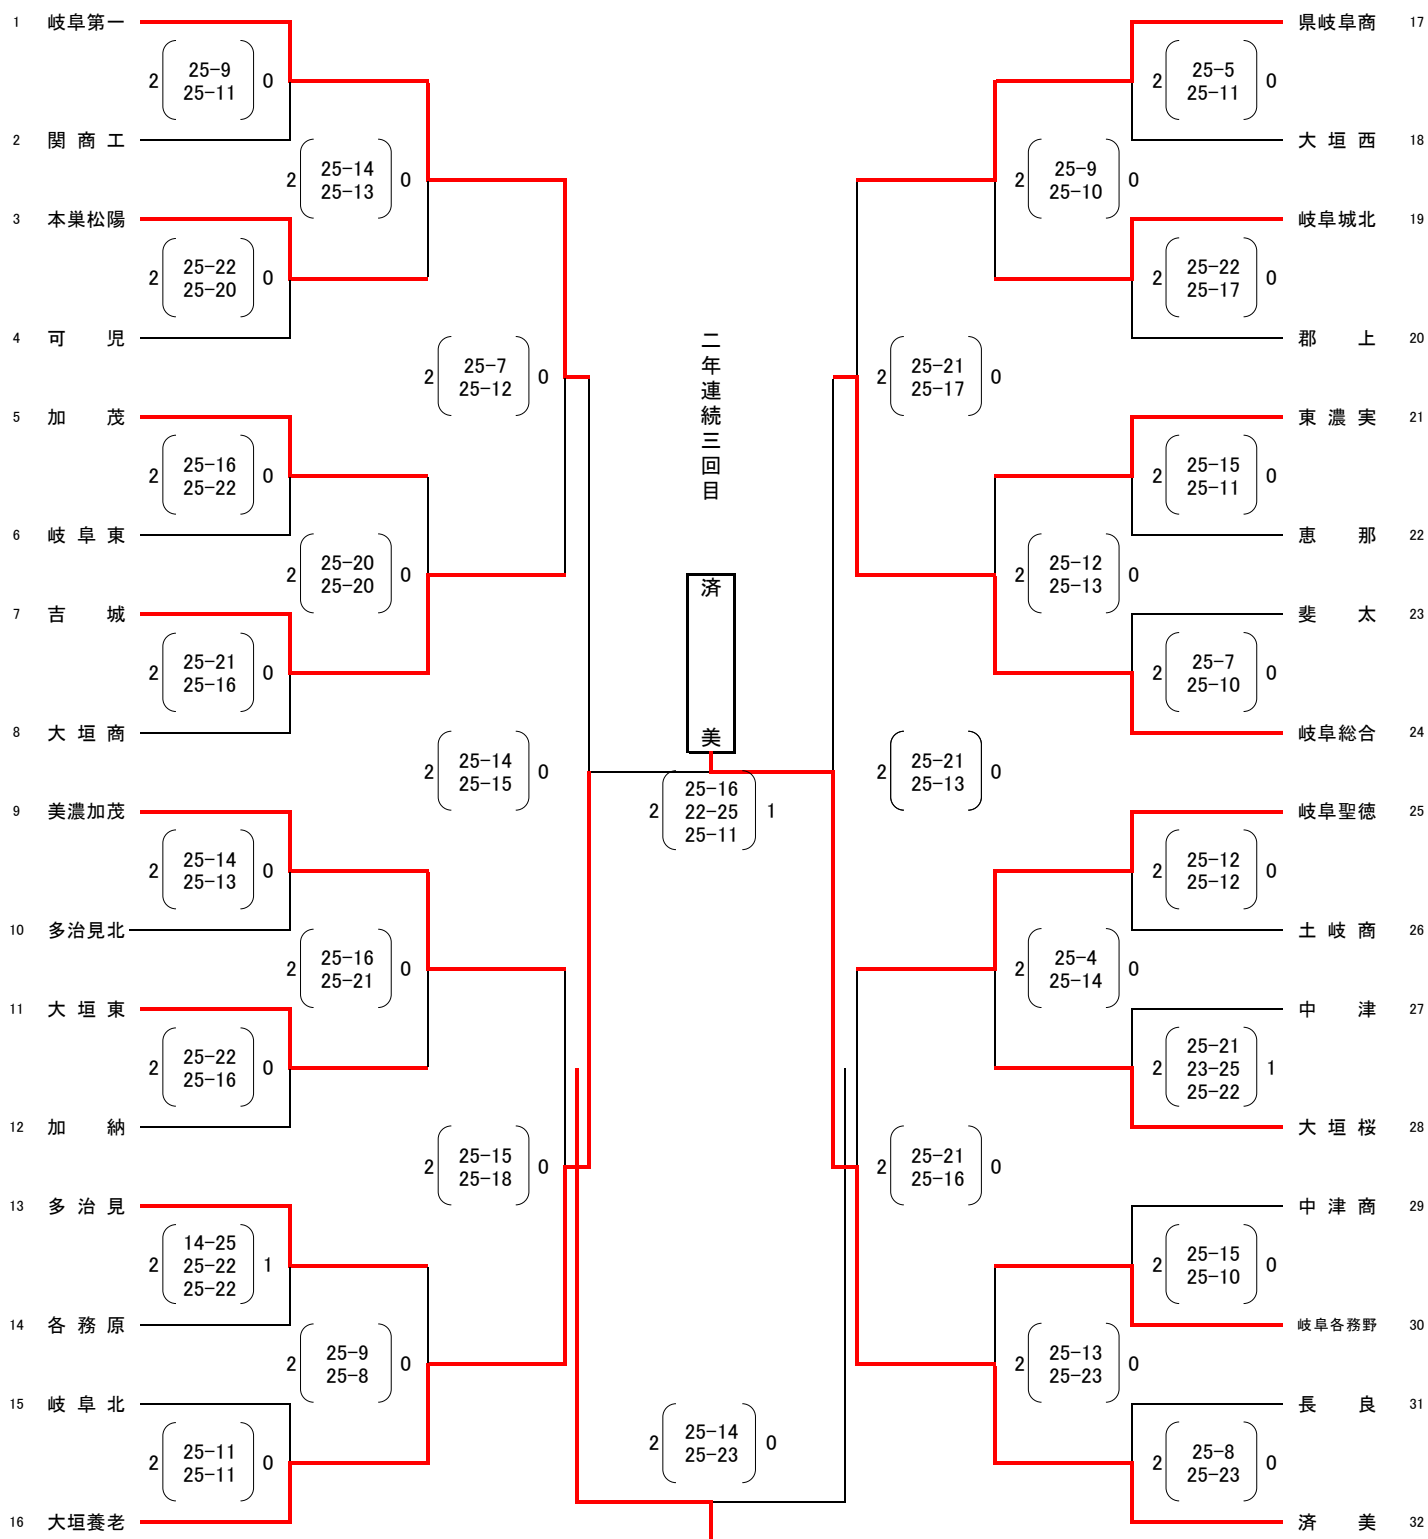 1 岐阜第一
2 25-9 0
25-11
2 関商工
2 25-14 0
25-13
3 本巣松陽
2 25-22 0
25-20
4 可児
2 25-7 0
25-12
5 加茂
2 25-16 0
25-22
6 岐阜東
2 25-20 0
25-20
7 吉城
2 25-21 0
25-16
8 大垣商
2 25-14 0
25-15
9 美濃加茂
2 25-14 0
25-13
10 多治見北
2 25-16 0
25-21
11 大垣東
2 25-22 0
25-16
12 加納
2 25-15 0
25-18
13 多治見
14-25
2 25-22 1
25-22
14 各務原
2 25-9 0
25-8
15 岐阜北
2 25-11 0
25-11
16 大垣養老
二年連続三回目
済美
25-16
2 22-25 1
25-11
2 25-14 0
25-23
県岐阜商 17
2 25-5 0
25-11
大垣西 18
2 25-9 0
25-10
岐阜城北 19
2 25-22 0
25-17
郡上 20
2 25-21 0
25-17
東濃実 21
2 25-15 0
25-11
恵那 22
2 25-12 0
25-13
斐太 23
2 25-7 0
25-10
岐阜総合 24
2 25-21 0
25-13
岐阜聖徳 25
2 25-12 0
25-12
土岐商 26
2 25-4 0
25-14
中津 27
25-21
2 23-25 1
25-22
大垣桜 28
2 25-21 0
25-16
中津商 29
2 25-15 0
25-10
岐阜各務野 30
2 25-13 0
25-23
長良 31
2 25-8 0
25-23
済美 32